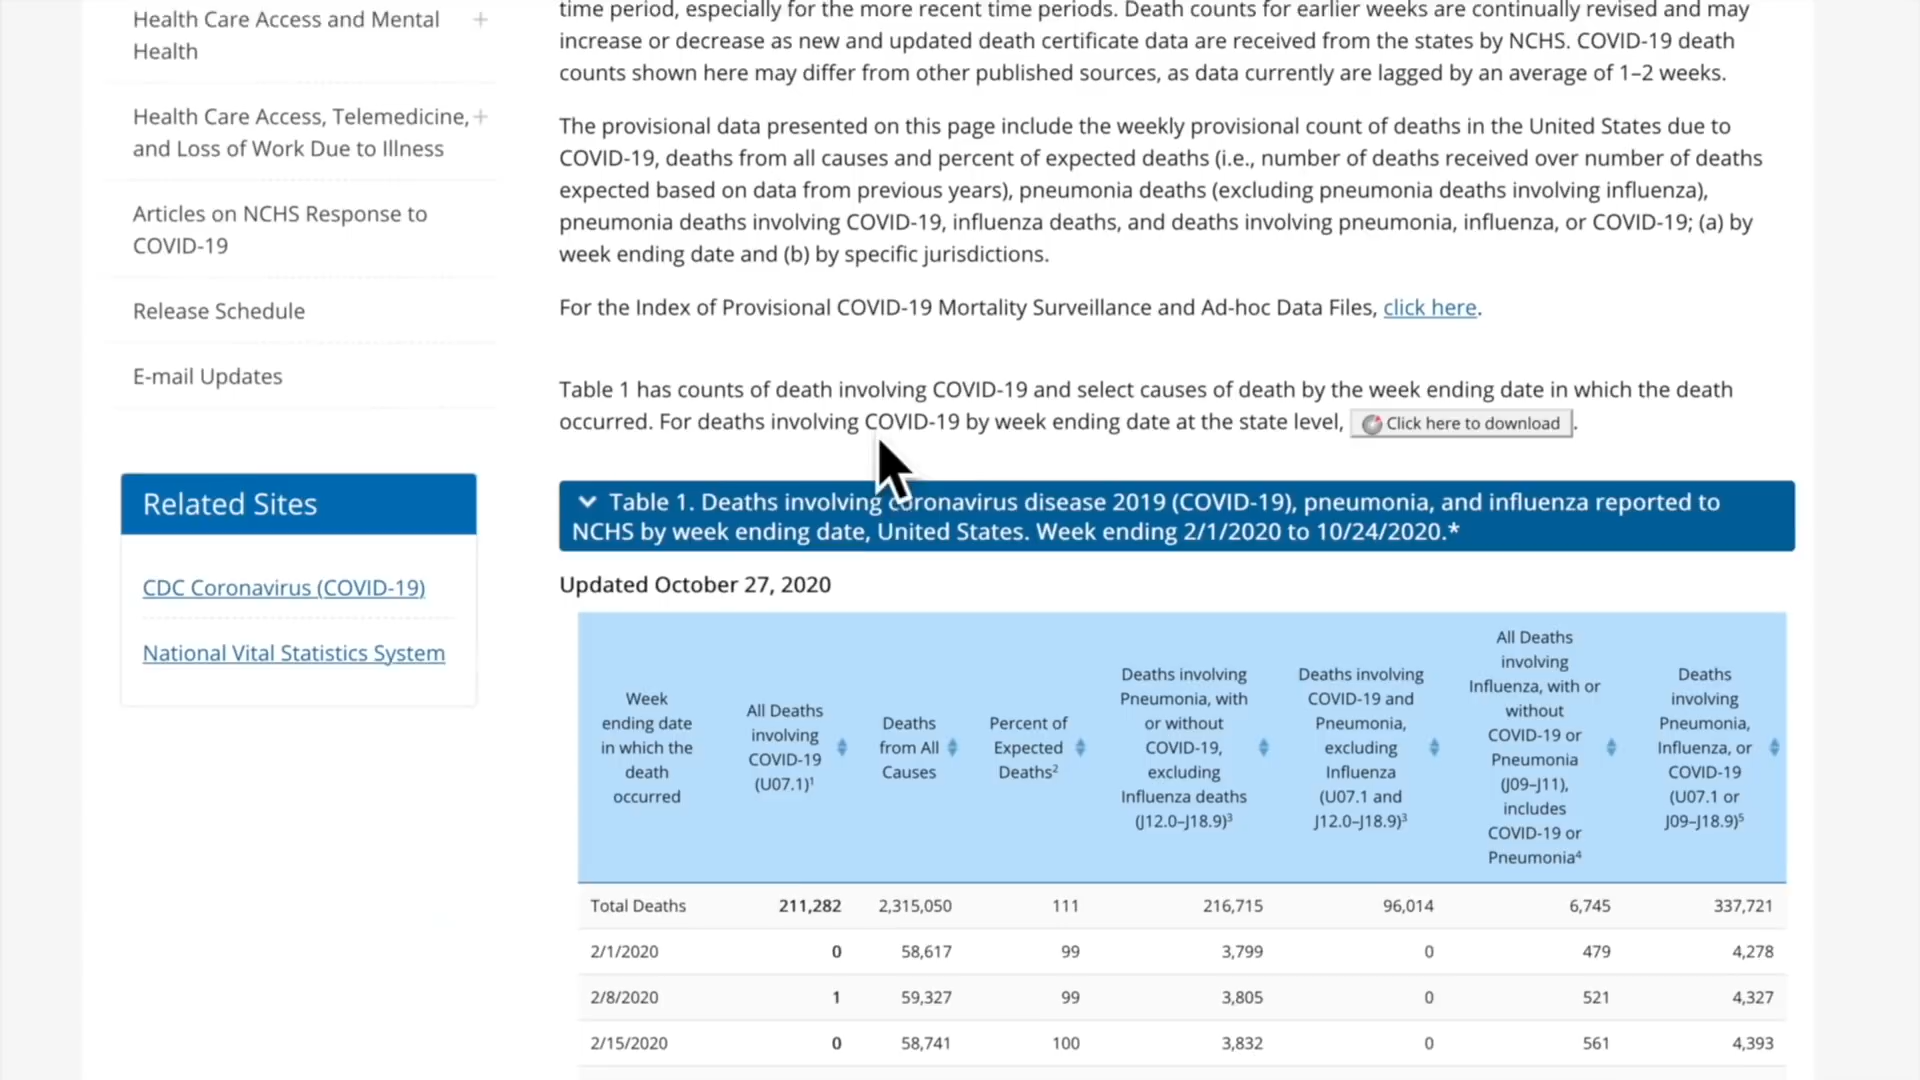 Health Care Access and Mental
Health
Health Care Access, Telemedicine,
and Loss of Work Due to Illness
Articles on NCHS Response to
COVID-19
Release Schedule
E-mail Updates
Related Sites
CDC Coronavirus (COVID-19)
National Vital Statistics System
time period, especially for the more recent time periods. Death counts for earlier weeks are continually revised and may
increase or decrease as new and updated death certificate data are received from the states by NCHS. COVID-19 death
counts shown here may differ from other published sources, as data currently are lagged by an average of 1–2 weeks.
The provisional data presented on this page include the weekly provisional count of deaths in the United States due to
COVID-19, deaths from all causes and percent of expected deaths (i.e., number of deaths received over number of deaths
expected based on data from previous years), pneumonia deaths (excluding pneumonia deaths involving influenza),
pneumonia deaths involving COVID-19, influenza deaths, and deaths involving pneumonia, influenza, or COVID-19; (a) by
week ending date and (b) by specific jurisdictions.
For the Index of Provisional COVID-19 Mortality Surveillance and Ad-hoc Data Files, click here.
Table 1 has counts of death involving COVID-19 and select causes of death by the week ending date in which the death
occurred. For deaths involving COVID-19 by week ending date at the state level, Click here to download.
Table 1. Deaths involving coronavirus disease 2019 (COVID-19), pneumonia, and influenza reported to
NCHS by week ending date, United States. Week ending 2/1/2020 to 10/24/2020.*
Updated October 27, 2020
Week
ending date
in which the
death
occurred
All Deaths
involving
COVID-19
(U07.1)¹
Deaths
from All
Causes
Percent of
Expected
Deaths²
Deaths involving
Pneumonia, with
or without
COVID-19,
excluding
Influenza deaths
(J12.0–J18.9)³
Deaths involving
COVID-19 and
Pneumonia,
excluding
Influenza
(U07.1 and
J12.0–J18.9)³
All Deaths
involving
Influenza, with or
without
COVID-19 or
Pneumonia
(J09–J11),
includes
COVID-19 or
Pneumonia⁴
Deaths
involving
Pneumonia,
Influenza, or
COVID-19
(U07.1 or
J09–J18.9)⁵
Total Deaths 211,282 2,315,050 111 216,715 96,014 6,745 337,721
2/1/2020 0 58,617 99 3,799 0 479 4,278
2/8/2020 1 59,327 99 3,805 0 521 4,327
2/15/2020 0 58,741 100 3,832 0 561 4,393